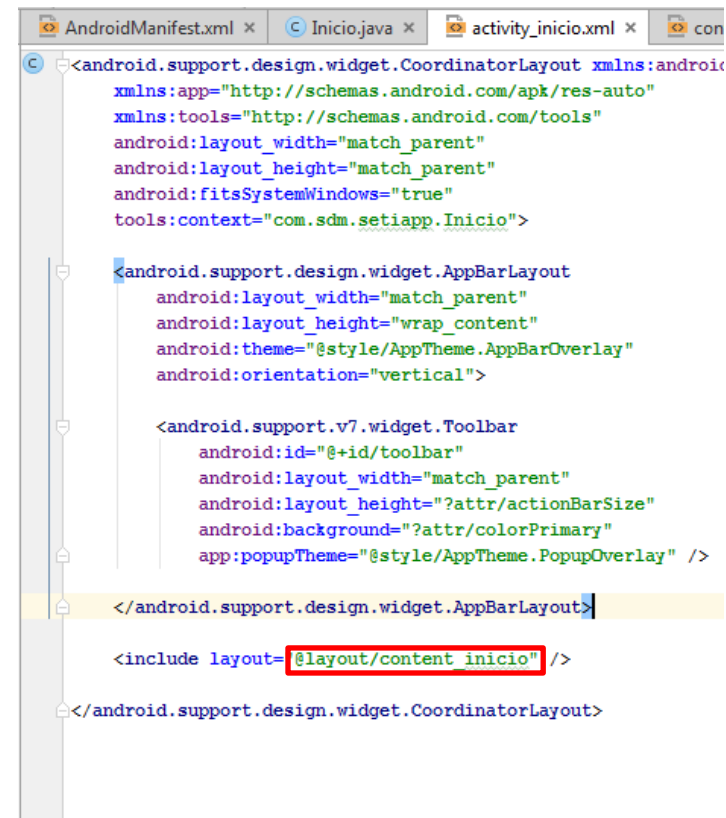 AndroidManifest.xml × Inicio.java × activity_inicio.xml × con
<android.support.design.widget.CoordinatorLayout xmlns:android
xmlns:app="http://schemas.android.com/apk/res-auto"
xmlns:tools="http://schemas.android.com/tools"
android:layout_width="match_parent"
android:layout_height="match_parent"
android:fitsSystemWindows="true"
tools:context="com.sdm.setiapp.Inicio">
<android.support.design.widget.AppBarLayout
android:layout_width="match_parent"
android:layout_height="wrap_content"
android:theme="@style/AppTheme.AppBarOverlay"
android:orientation="vertical">
<android.support.v7.widget.Toolbar
android:id="@+id/toolbar"
android:layout_width="match_parent"
android:layout_height="?attr/actionBarSize"
android:background="?attr/colorPrimary"
app:popupTheme="@style/AppTheme.PopupOverlay" />
</android.support.design.widget.AppBarLayout>
<include layout="@layout/content_inicio" />
</android.support.design.widget.CoordinatorLayout>